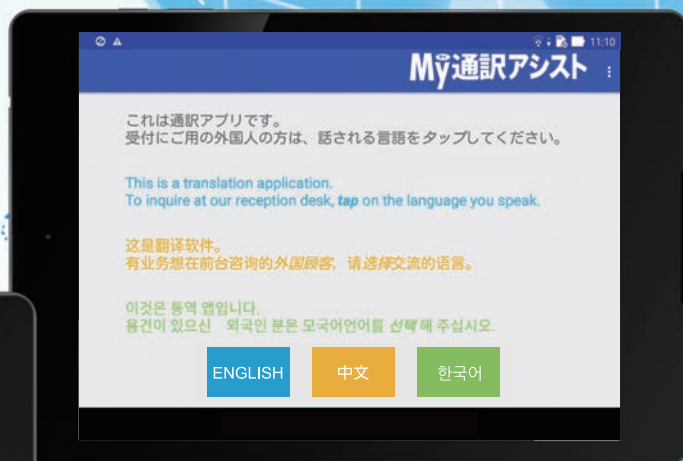 11:10
My通訳アシスト
これは通訳アプリです。
受付にご用の外国人の方は、話される言語をタップしてください。
This is a translation application.
To inquire at our reception desk, tap on the language you speak.
这是翻译软件。
有业务想在前台咨询的外国顾客，请选择交流的语言。
이것은 통역 앱입니다.
용건이 있으신 외국인 분은 모국어언어를 선택해 주십시오.
ENGLISH
中文
한국어